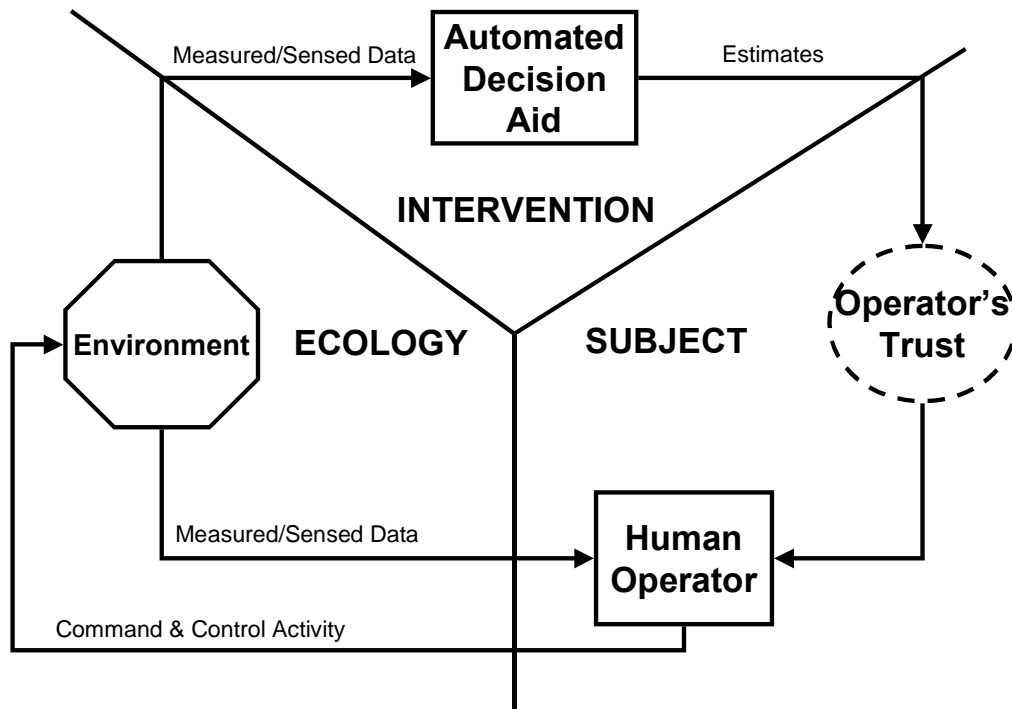 Measured/Sensed Data
Automated
Decision
Aid
Estimates
INTERVENTION
Environment
ECOLOGY
SUBJECT
Operator's
Trust
Measured/Sensed Data
Human
Operator
Command & Control Activity